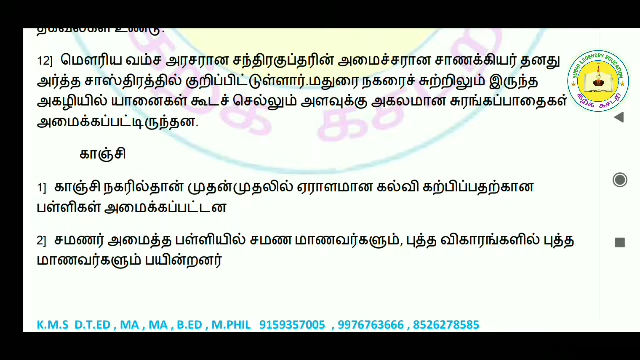 தகவல்கள் உண்டு.
12] மௌரிய வம்ச அரசரான சந்திரகுப்தரின் அமைச்சரான சாணக்கியர் தனது
அர்த்த சாஸ்திரத்தில் குறிப்பிட்டுள்ளார்.மதுரை நகரைச் சுற்றிலும் இருந்த
அகழியில் யானைகள் கூடச் செல்லும் அளவுக்கு அகலமான சுரங்கப்பாதைகள்
அமைக்கப்பட்டிருந்தன.
காஞ்சி
1] காஞ்சி நகரில்தான் முதன்முதலில் ஏராளமான கல்வி கற்பிப்பதற்கான
பள்ளிகள் அமைக்கப்பட்டன
2] சமணர் அமைத்த பள்ளியில் சமண மாணவர்களும், புத்த விகாரங்களில் புத்த
மாணவர்களும் பயின்றனர்
K.M.S D.T.ED , MA , MA , B.ED , M.PHIL 9159357005 , 9976763666 , 8526278585